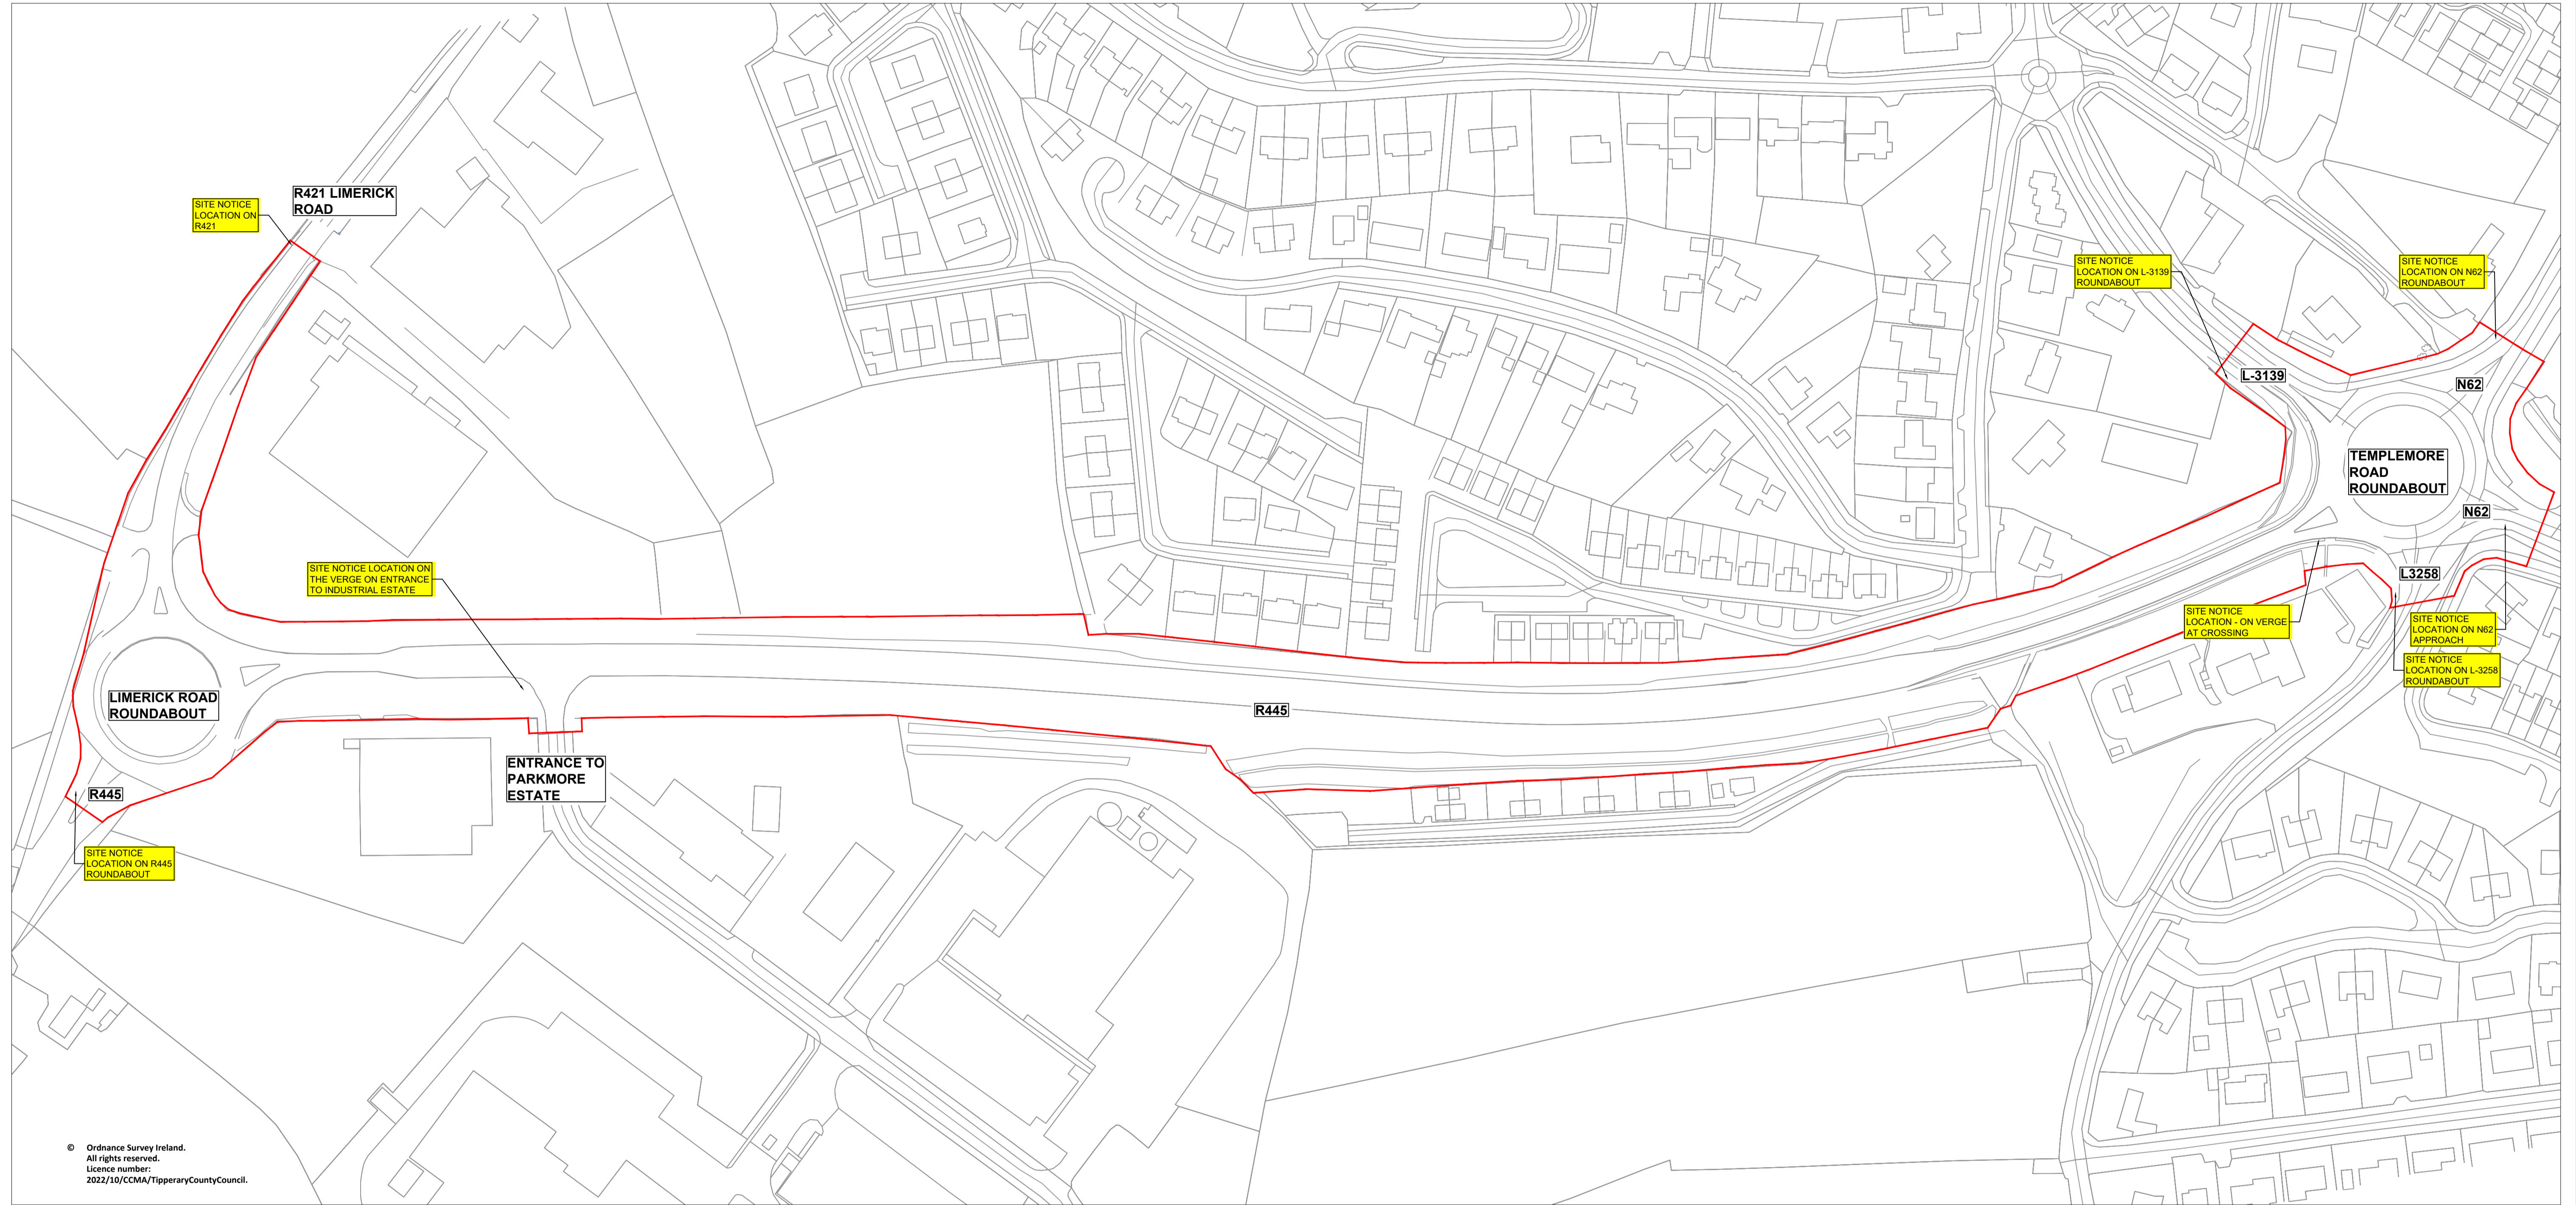 R421 LIMERICK
ROAD
SITE NOTICE
LOCATION ON
R421
SITE NOTICE
LOCATION ON L-3139
ROUNDABOUT
SITE NOTICE
LOCATION ON N62
ROUNDABOUT
L-3139
N62
TEMPLEMORE
ROAD
ROUNDABOUT
N62
SITE NOTICE LOCATION ON
THE VERGE ON ENTRANCE
TO INDUSTRIAL ESTATE
L3258
SITE NOTICE
LOCATION - ON VERGE
AT CROSSING
SITE NOTICE
LOCATION ON N62
APPROACH
SITE NOTICE
LOCATION ON L-3258
ROUNDABOUT
LIMERICK ROAD
ROUNDABOUT
R445
ENTRANCE TO
PARKMORE
ESTATE
R445
SITE NOTICE
LOCATION ON R445
ROUNDABOUT
© Ordnance Survey Ireland.
All rights reserved.
Licence number:
2022/10/CCMA/TipperaryCountyCouncil.